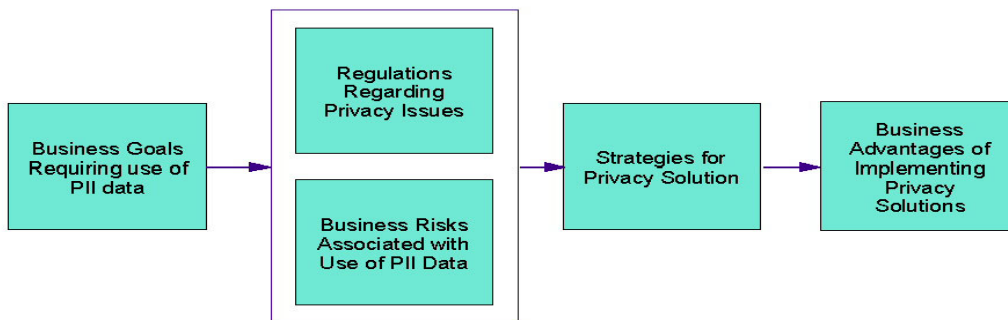 Business Goals
Requiring use of
PII data
Regulations
Regarding
Privacy Issues
Business Risks
Associated with
Use of PII Data
Strategies for
Privacy Solution
Business
Advantages of
Implementing
Privacy
Solutions